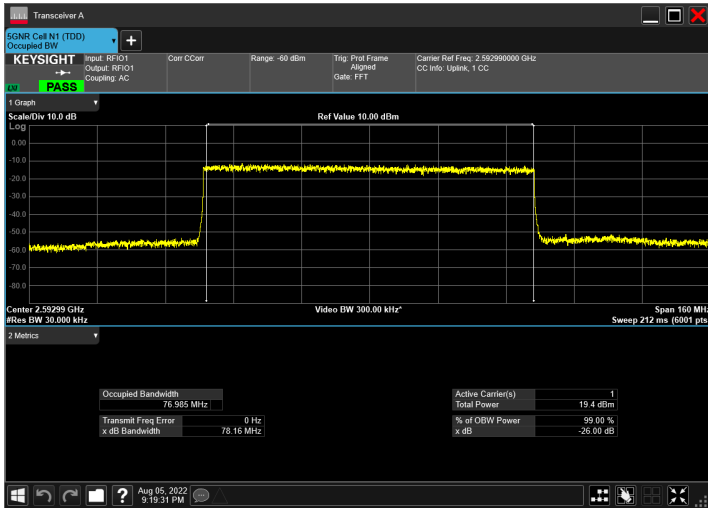 Transceiver A
5GNR Cell N1 (TDD)
Occupied BW
KEYSIGHT
LXI
PASS
Input: RFIO1
Output: RFIO1
Coupling: AC
Corr CCorr
Range: -60 dBm
Trig: Prot Frame
Aligned
Gate: FFT
Carrier Ref Freq: 2.592990000 GHz
CC Info: Uplink, 1 CC
1 Graph
Scale/Div 10.0 dB
Ref Value 10.00 dBm
Log
0.00
-10.0
-20.0
-30.0
-40.0
-50.0
-60.0
-70.0
-80.0
Center 2.59299 GHz
Video BW 300.00 kHz*
Span 160 MHz
#Res BW 30.000 kHz
Sweep 212 ms (6001 pts
2 Metrics
Occupied Bandwidth
76.985 MHz
Transmit Freq Error 0 Hz
x dB Bandwidth 78.16 MHz
Active Carrier(s) 1
Total Power 19.4 dBm
% of OBW Power 99.00 %
x dB -26.00 dB
Aug 05, 2022
9:19:31 PM